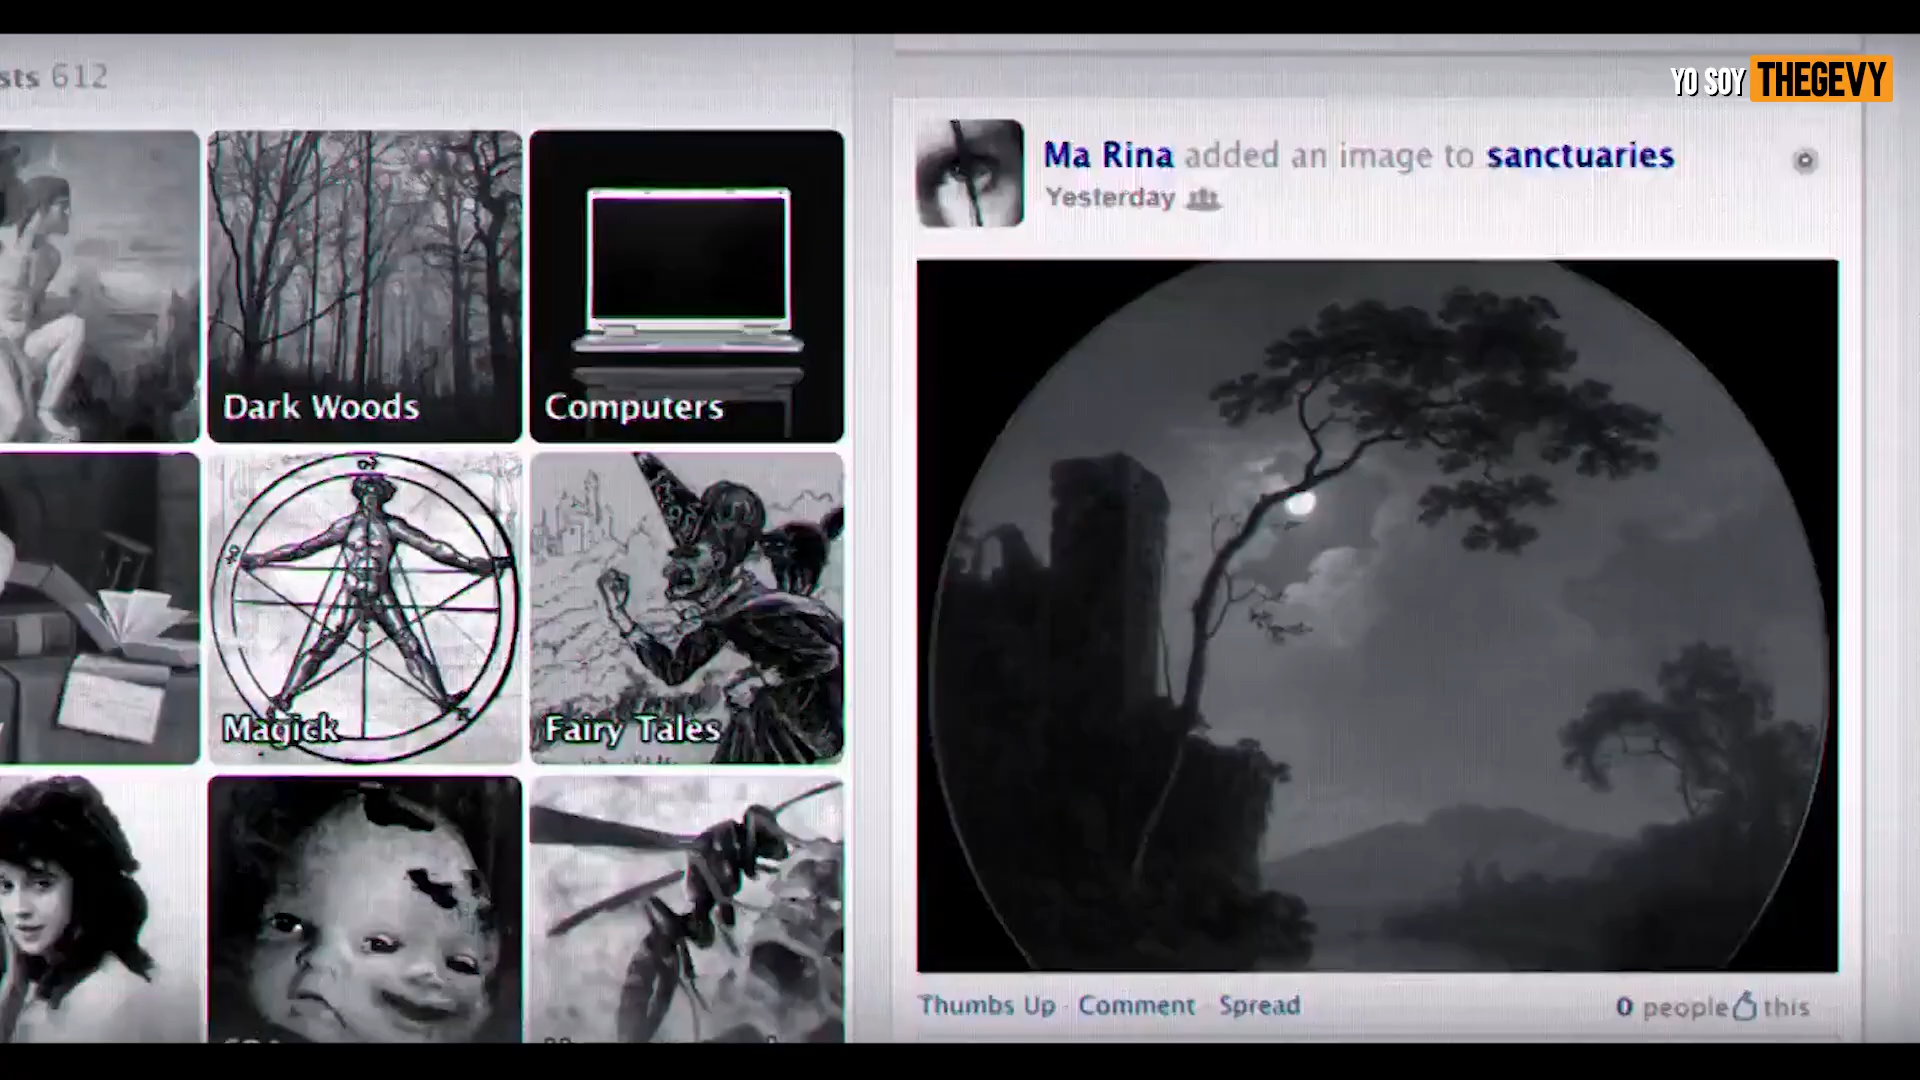 sts 612
YO SOY THEGEVY
Ma Rina added an image to sanctuaries
Yesterday
Dark Woods
Computers
Magick
Fairy Tales
Thumbs Up · Comment · Spread
0 people this